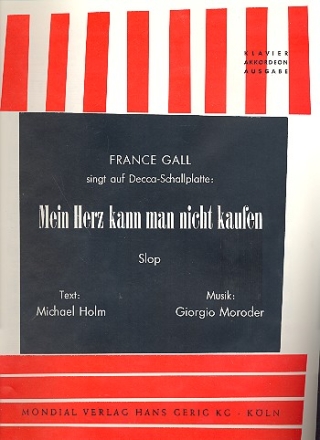 KLAVIER
AKKORDEON
AUSGABE
FRANCE GALL
singt auf Decca-Schallplatte:
Mein Herz kann man nicht kaufen
Slop
Text:
Michael Holm
Musik:
Giorgio Moroder
MONDIAL VERLAG HANS GERIG KG · KÖLN